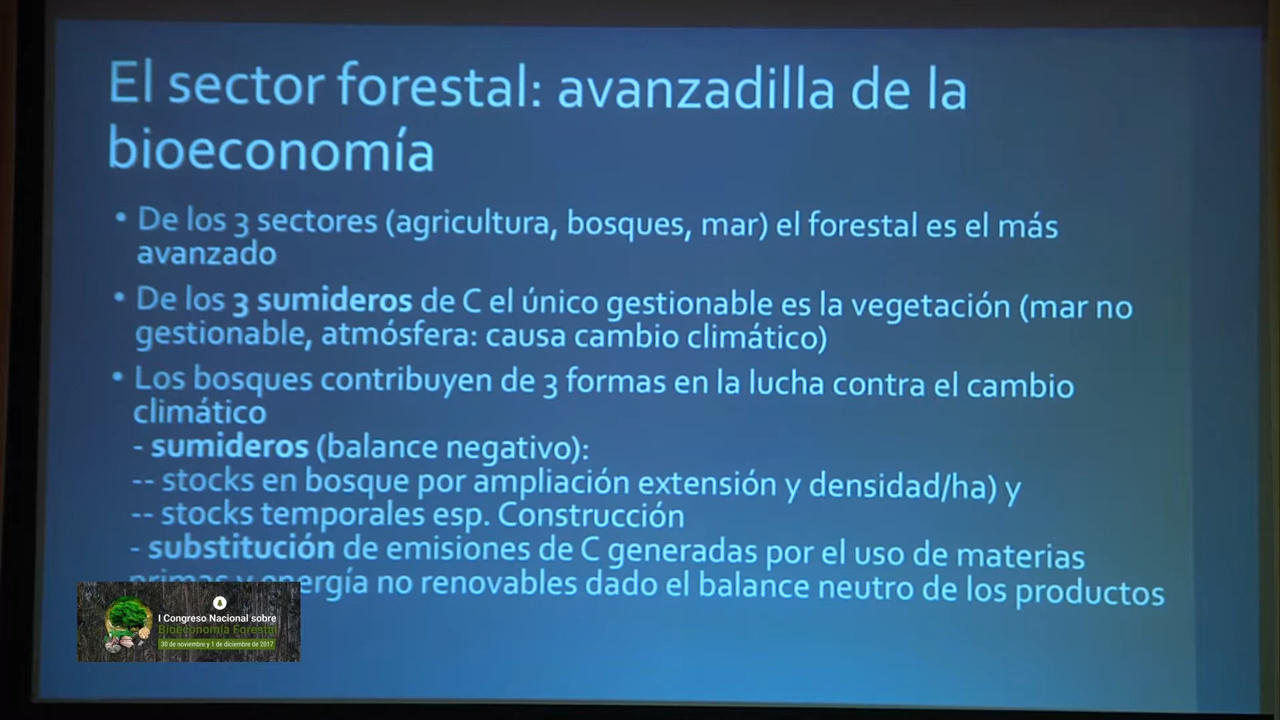 El sector forestal: avanzadilla de la
bioeconomía
• De los 3 sectores (agricultura, bosques, mar) el forestal es el más
avanzado
• De los 3 sumideros de C el único gestionable es la vegetación (mar no
gestionable, atmósfera: causa cambio climático)
• Los bosques contribuyen de 3 formas en la lucha contra el cambio
climático
- sumideros (balance negativo):
-- stocks en bosque por ampliación extensión y densidad/ha) y
-- stocks temporales esp. Construcción
- substitución de emisiones de C generadas por el uso de materias
no renovables dado el balance neutro de los productos
I Congreso Nacional sobre
Bioeconomía Forestal
30 de noviembre y 1 de diciembre de 2017